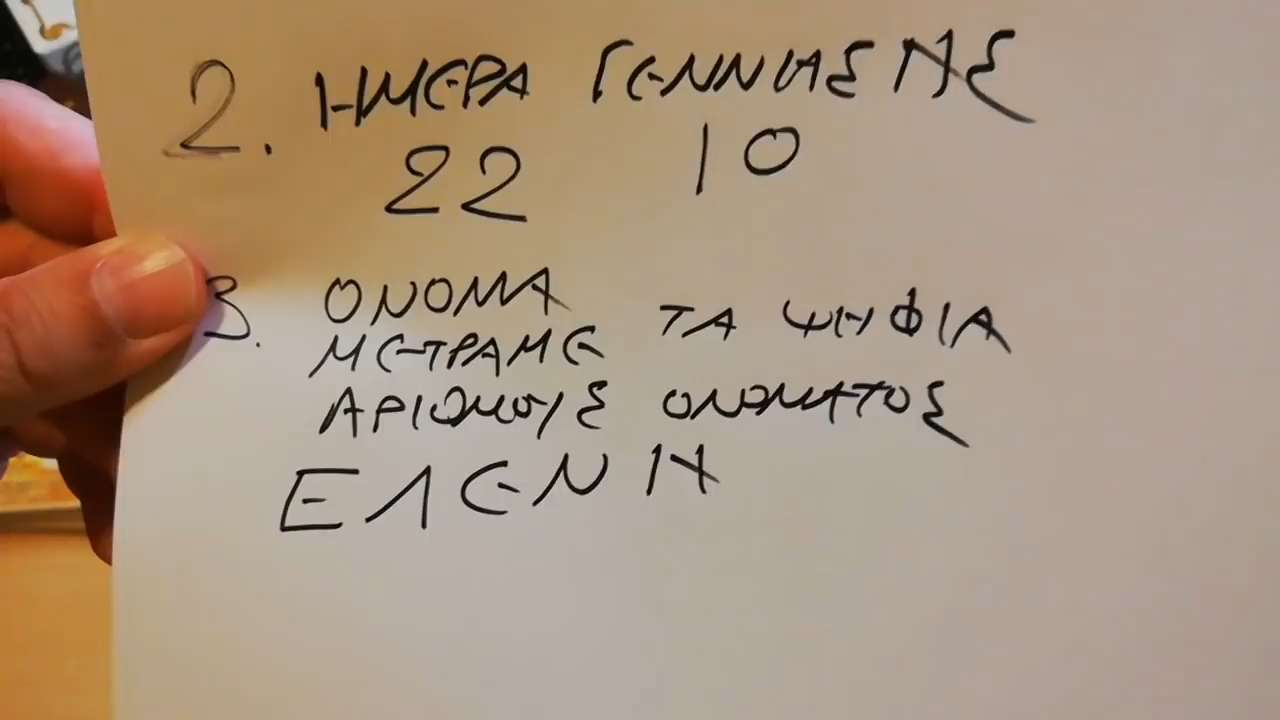 2. ΗΜΕΡΑ ΓΕΝΝΗΣΗΣ
22 10
3. ΟΝΟΜΑ
ΜΕΤΡΑΜΕ ΤΑ ΨΗΦΙΑ
ΑΡΙΘΜΟΥΣ ΟΝΟΜΑΤΟΣ
ΕΛΕΝΗ